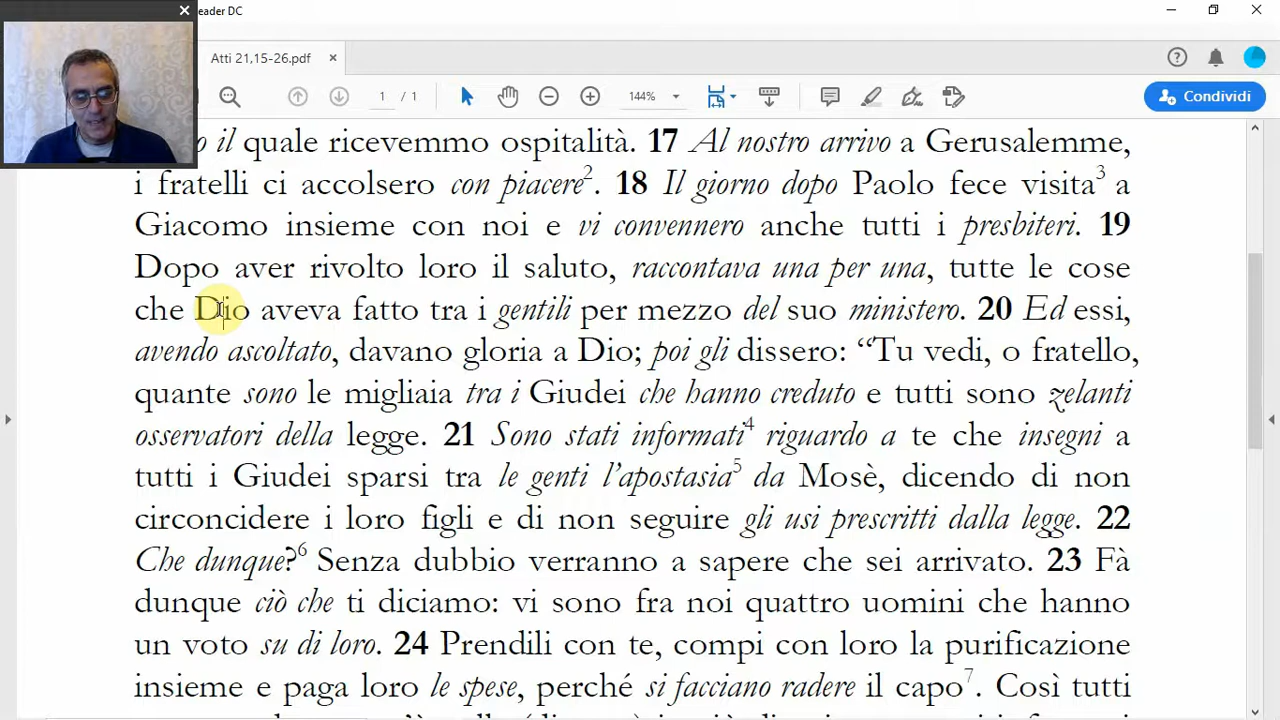 eader DC
Atti 21,15-26.pdf
1 / 1
144%
Condividi
il quale ricevemmo ospitalità. 17 Al nostro arrivo a Gerusalemme,
i fratelli ci accolsero con piacere2. 18 Il giorno dopo Paolo fece visita3 a
Giacomo insieme con noi e vi convennero anche tutti i presbiteri. 19
Dopo aver rivolto loro il saluto, raccontava una per una, tutte le cose
che Dio aveva fatto tra i gentili per mezzo del suo ministero. 20 Ed essi,
avendo ascoltato, davano gloria a Dio; poi gli dissero: “Tu vedi, o fratello,
quante sono le migliaia tra i Giudei che hanno creduto e tutti sono zelanti
osservatori della legge. 21 Sono stati informati4 riguardo a te che insegni a
tutti i Giudei sparsi tra le genti l’apostasia5 da Mosè, dicendo di non
circoncidere i loro figli e di non seguire gli usi prescritti dalla legge. 22
Che dunque?6 Senza dubbio verranno a sapere che sei arrivato. 23 Fà
dunque ciò che ti diciamo: vi sono fra noi quattro uomini che hanno
un voto su di loro. 24 Prendili con te, compi con loro la purificazione
insieme e paga loro le spese, perché si facciano radere il capo7. Così tutti